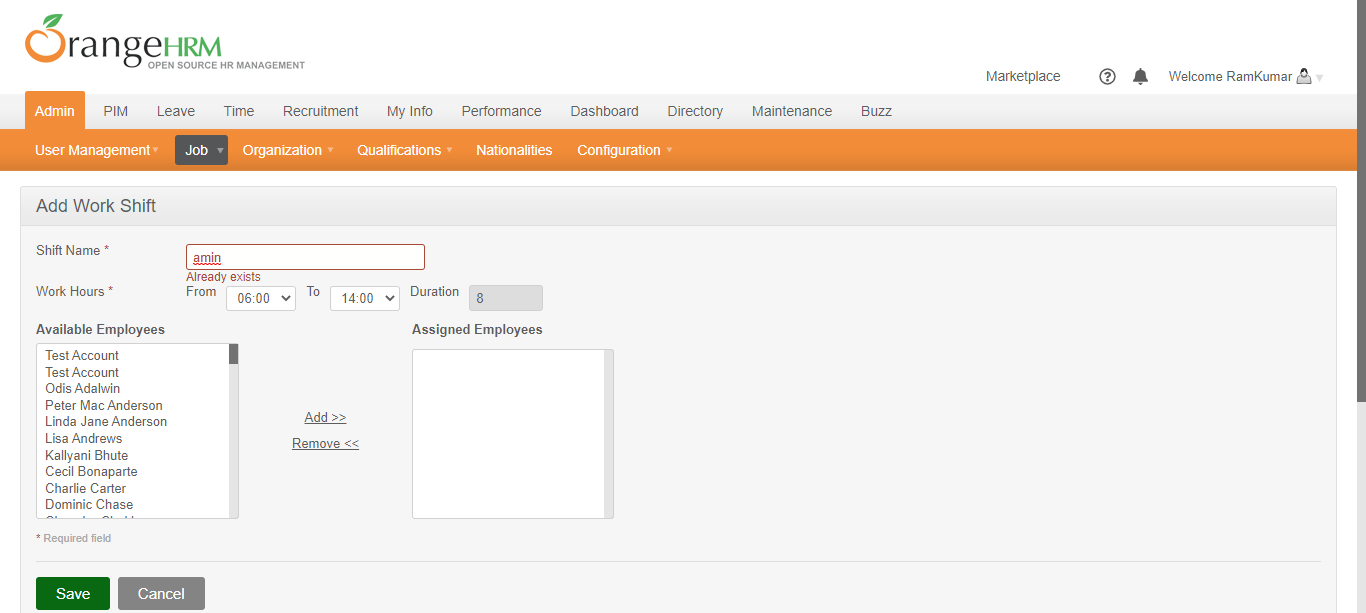 OrangeHRM
OPEN SOURCE HR MANAGEMENT
Marketplace ? Welcome RamKumar
Admin PIM Leave Time Recruitment My Info Performance Dashboard Directory Maintenance Buzz
User Management Job Organization Qualifications Nationalities Configuration
Add Work Shift
Shift Name * amin
Already exists
Work Hours * From 06:00 To 14:00 Duration 8
Available Employees Assigned Employees
Test Account
Test Account
Odis Adalwin
Peter Mac Anderson
Linda Jane Anderson
Lisa Andrews
Kallyani Bhute
Cecil Bonaparte
Charlie Carter
Dominic Chase
Add >>
Remove <<
* Required field
Save Cancel